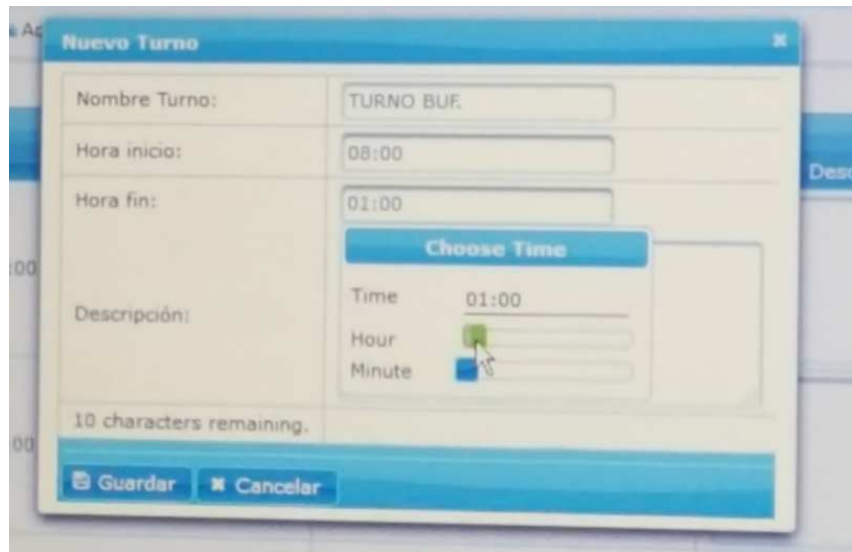 Nuevo Turno
Nombre Turno: TURNO BUF.
Hora inicio: 08:00
Hora fin: 01:00
Choose Time
Time 01:00
Descripción:
Hour
Minute
10 characters remaining.
Guardar Cancelar